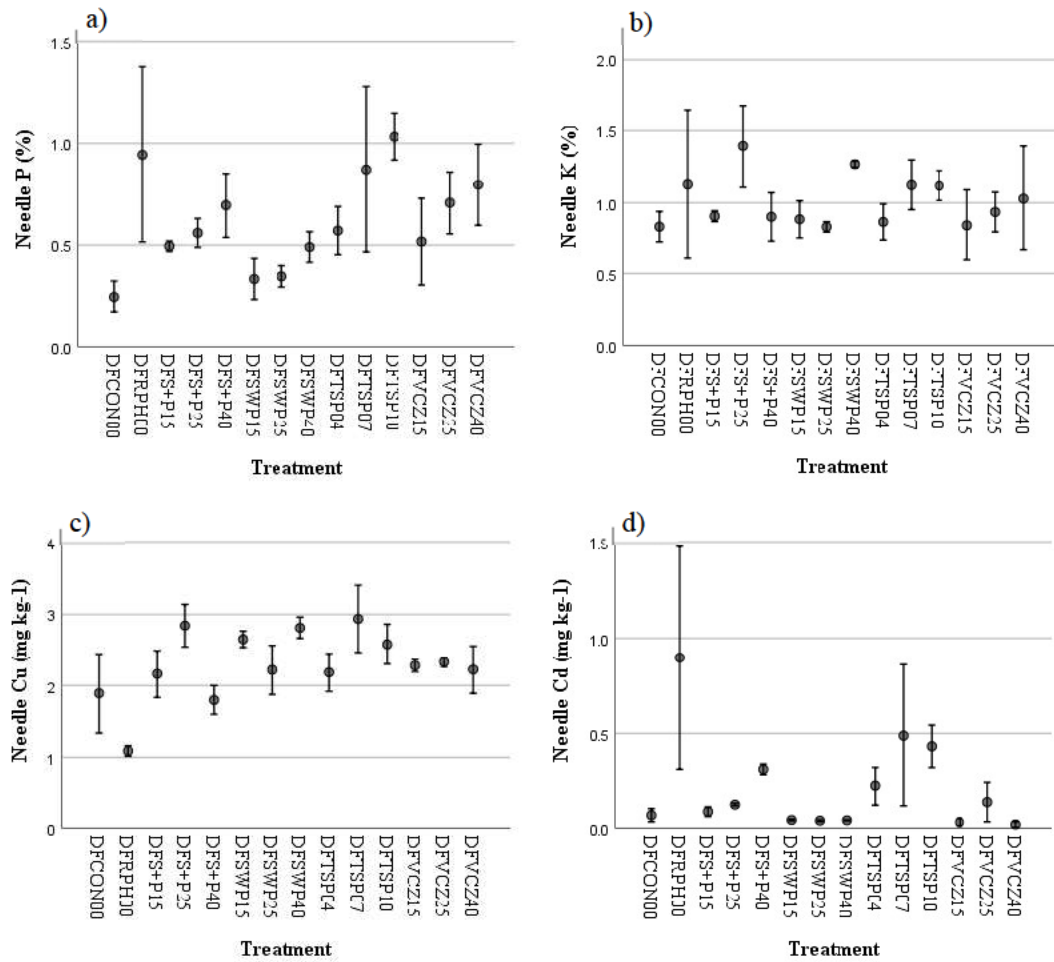 a)
1.5
1.0
0.5
0.0
Needle P (%)
DFCON00
DFRPH00
DFS+P15
DFS+P25
DFS+P40
DFSWP15
DFSWP25
DFSWP40
DFTSP04
DFTSP07
DFTSP10
DFVCZ15
DFVCZ25
DFVCZ40
Treatment
b)
2.0
1.5
1.0
0.5
0.0
Needle K (%)
DFCON00
DFRPH00
DFS+P15
DFS+P25
DFS+P40
DFSWP15
DFSWP25
DFSWP40
DFTSP04
DFTSP07
DFTSP10
DFVCZ15
DFVCZ25
DFVCZ40
Treatment
c)
4
3
2
1
0
Needle Cu (mg kg-1)
DFCON00
DFRPH00
DFS+P15
DFS+P25
DFS+P40
DFSWP15
DFSWP25
DFSWP40
DFTSP04
DFTSP07
DFTSP10
DFVCZ15
DFVCZ25
DFVCZ40
Treatment
d)
1.5
1.0
0.5
0.0
Needle Cd (mg kg-1)
DFCON00
DFRPH00
DFS+P15
DFS+P25
DFS+P40
DFSWP15
DFSWP25
DFSWP40
DFTSP04
DFTSP07
DFTSP10
DFVCZ15
DFVCZ25
DFVCZ40
Treatment